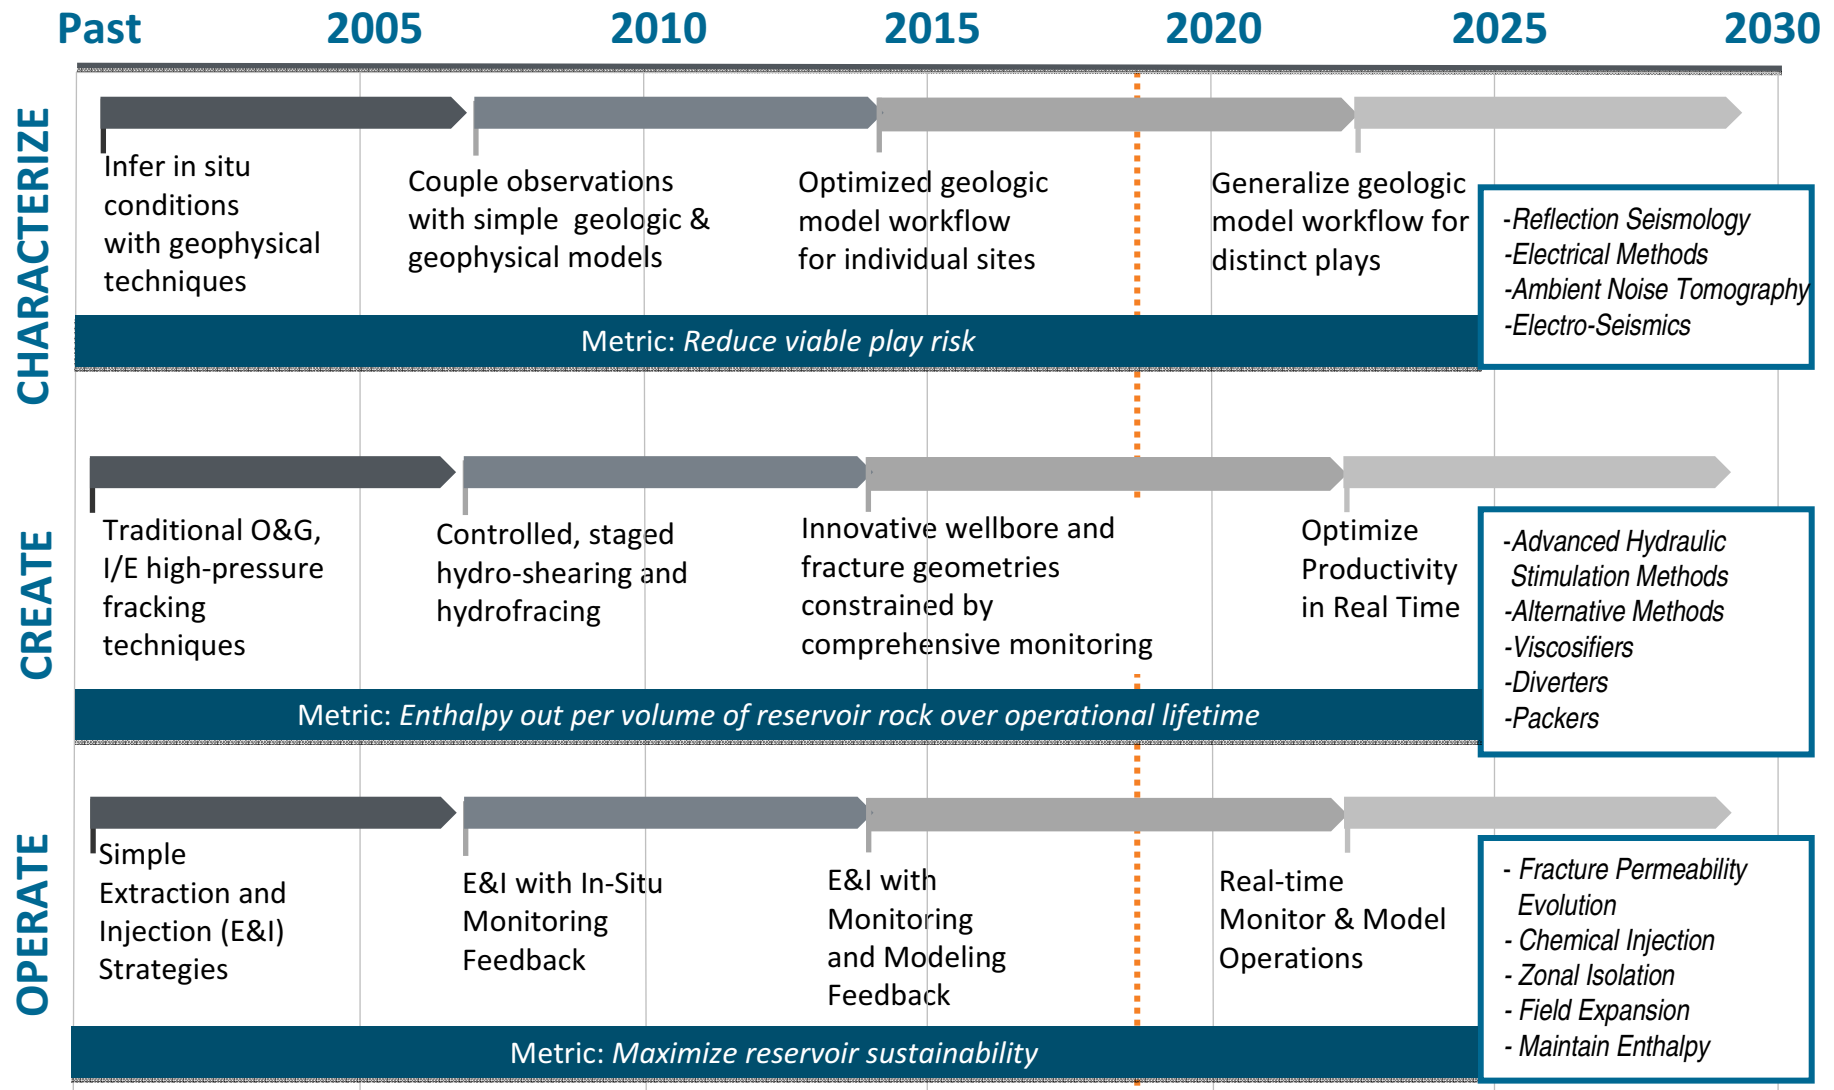 Past 2005 2010 2015 2020 2025 2030
CHARACTERIZE
Infer in situ
conditions
with geophysical
techniques
Couple observations
with simple geologic &
geophysical models
Optimized geologic
model workflow
for individual sites
Generalize geologic
model workflow for
distinct plays
-Reflection Seismology
-Electrical Methods
-Ambient Noise Tomography
-Electro-Seismics
Metric: Reduce viable play risk
CREATE
Traditional O&G,
I/E high-pressure
fracking
techniques
Controlled, staged
hydro-shearing and
hydrofracing
Innovative wellbore and
fracture geometries
constrained by
comprehensive monitoring
Optimize
Productivity
in Real Time
-Advanced Hydraulic
Stimulation Methods
-Alternative Methods
-Viscosifiers
-Diverters
-Packers
Metric: Enthalpy out per volume of reservoir rock over operational lifetime
OPERATE
Simple
Extraction and
Injection (E&I)
Strategies
E&I with In-Situ
Monitoring
Feedback
E&I with
Monitoring
and Modeling
Feedback
Real-time
Monitor & Model
Operations
- Fracture Permeability
Evolution
- Chemical Injection
- Zonal Isolation
- Field Expansion
- Maintain Enthalpy
Metric: Maximize reservoir sustainability